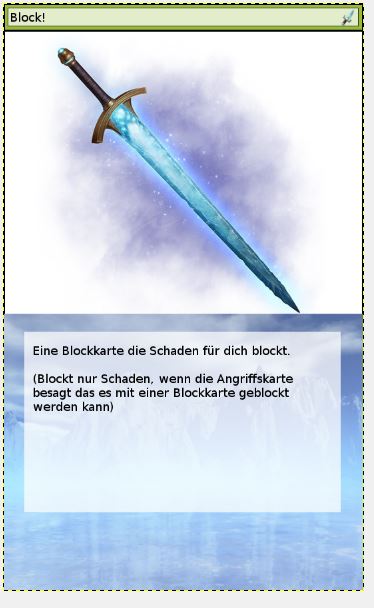 Block!
Eine Blockkarte die Schaden für dich blockt.
(Blockt nur Schaden, wenn die Angriffskarte
besagt das es mit einer Blockkarte geblockt
werden kann)